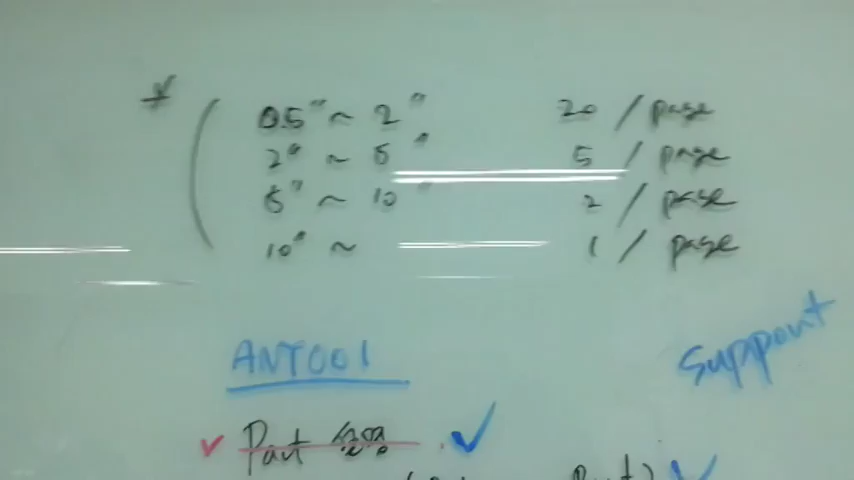 0.5" ~ 2" 20 / page
2" ~ 5" 5 / page
5" ~ 10" 2 / page
10" ~ 1 / page
Support
ANT001
Part